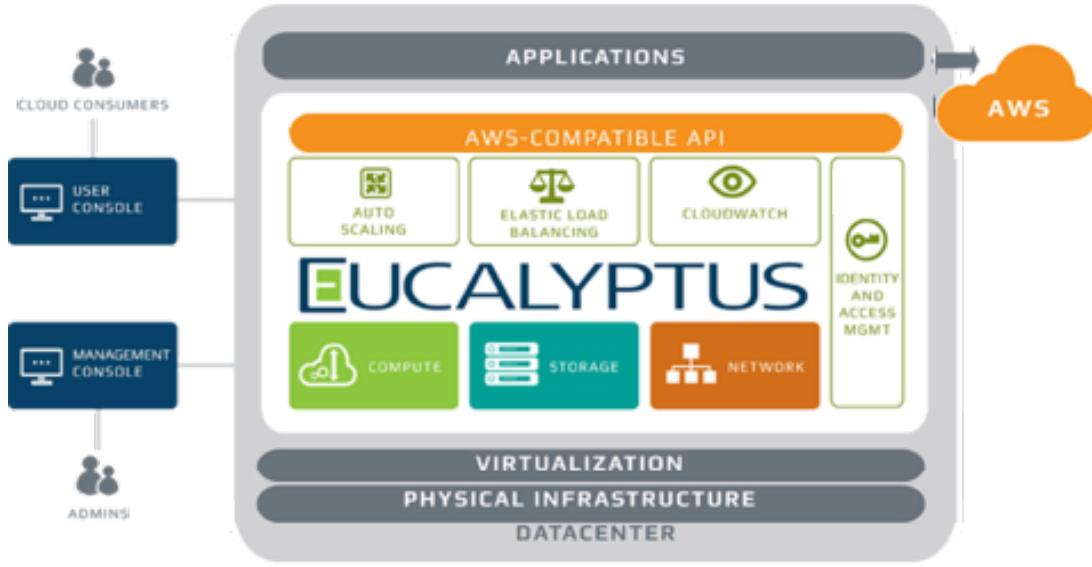 APPLICATIONS
AWS
CLOUD CONSUMERS
USER
CONSOLE
AWS-COMPATIBLE API
AUTO
SCALING
ELASTIC LOAD
BALANCING
CLOUDWATCH
IDENTITY
AND
ACCESS
MGMT
EUCALYPTUS
MANAGEMENT
CONSOLE
COMPUTE
STORAGE
NETWORK
ADMINS
VIRTUALIZATION
PHYSICAL INFRASTRUCTURE
DATACENTER